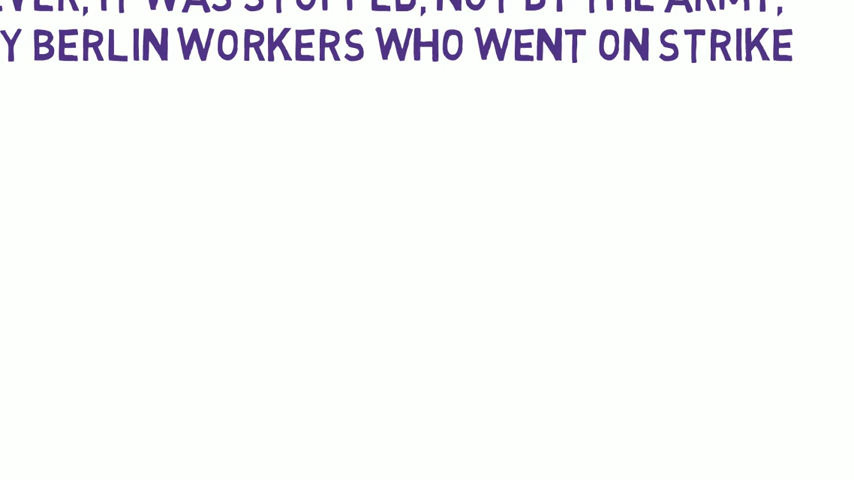 IT WAS STOPPED, NOT BY THE ARMY,
BERLIN WORKERS WHO WENT ON STRIKE